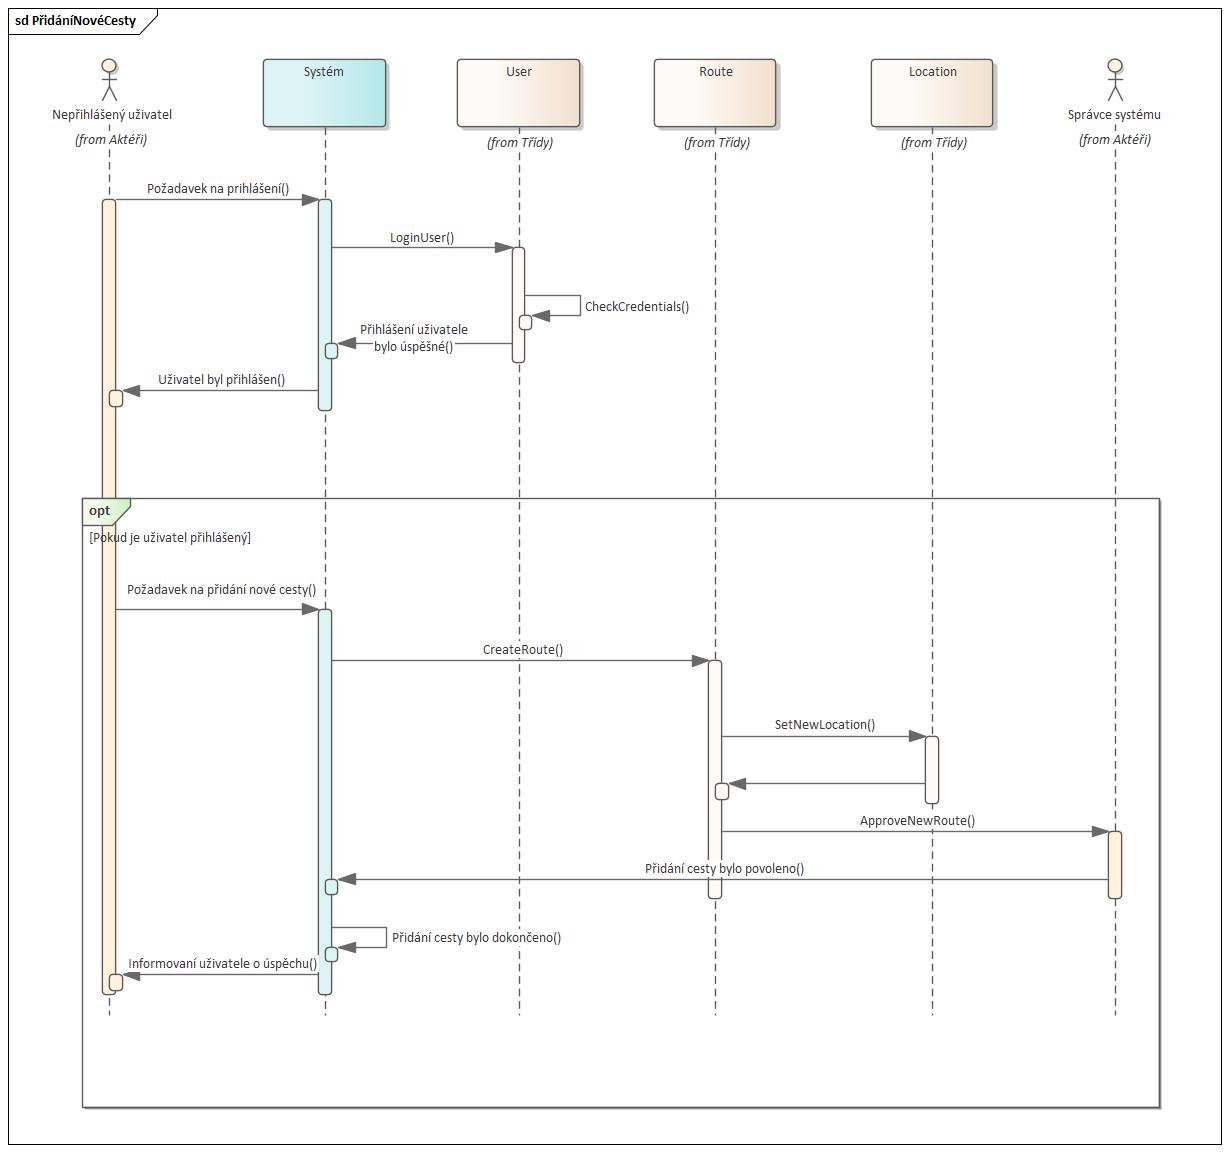 sd PřidáníNovéCesty
Nepřihlášený uživatel
(from Aktéři)
Systém
User
(from Třídy)
Route
(from Třídy)
Location
(from Třídy)
Správce systému
(from Aktéři)
Požadavek na prihlášení()
LoginUser()
CheckCredentials()
Přihlášení uživatele
bylo úspěšné()
Uživatel byl přihlášen()
opt
[Pokud je uživatel přihlášený]
Požadavek na přidání nové cesty()
CreateRoute()
SetNewLocation()
ApproveNewRoute()
Přidání cesty bylo povoleno()
Přidání cesty bylo dokončeno()
Informovaní uživatele o úspěchu()